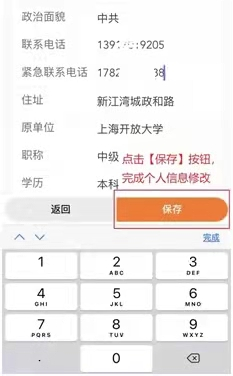 政治面貌 中共
联系电话 139 9205
紧急联系电话 1782 38
住址 新江湾城政和路
原单位 上海开放大学
职称 中级
点击【保存】按钮，
完成个人信息修改
学历 本科
返回 保存
完成
1 2 ABC 3 DEF
4 GHI 5 JKL 6 MNO
7 PQRS 8 TUV 9 WXYZ
. 0